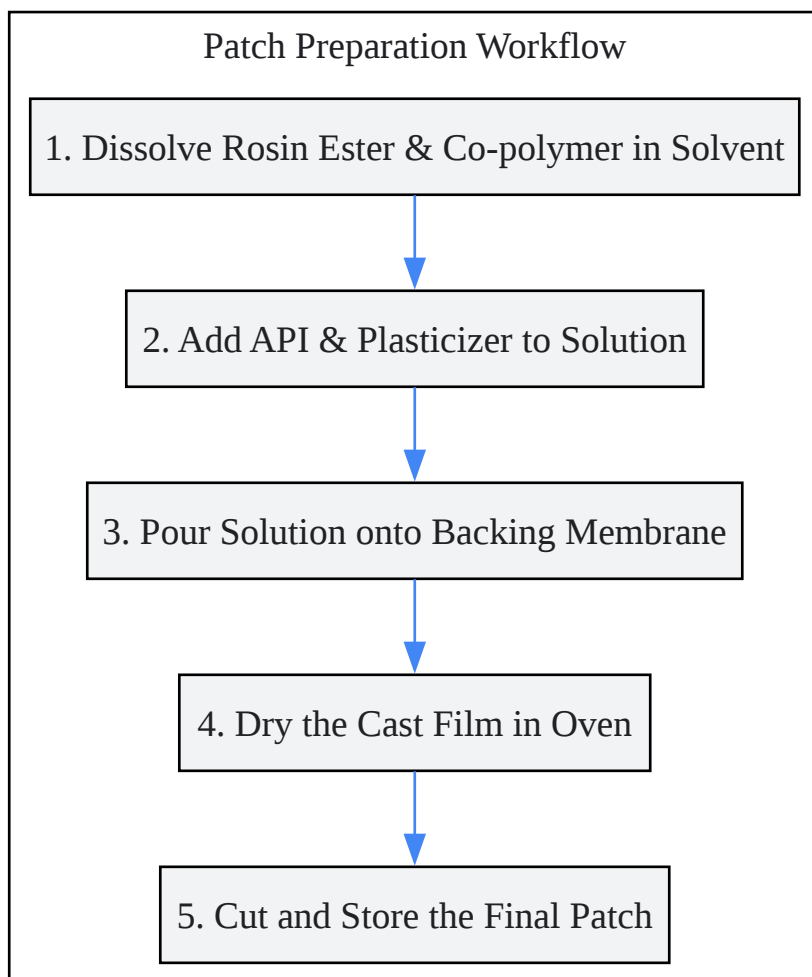 Patch Preparation Workflow
1. Dissolve Rosin Ester & Co-polymer in Solvent
2. Add API & Plasticizer to Solution
3. Pour Solution onto Backing Membrane
4. Dry the Cast Film in Oven
5. Cut and Store the Final Patch